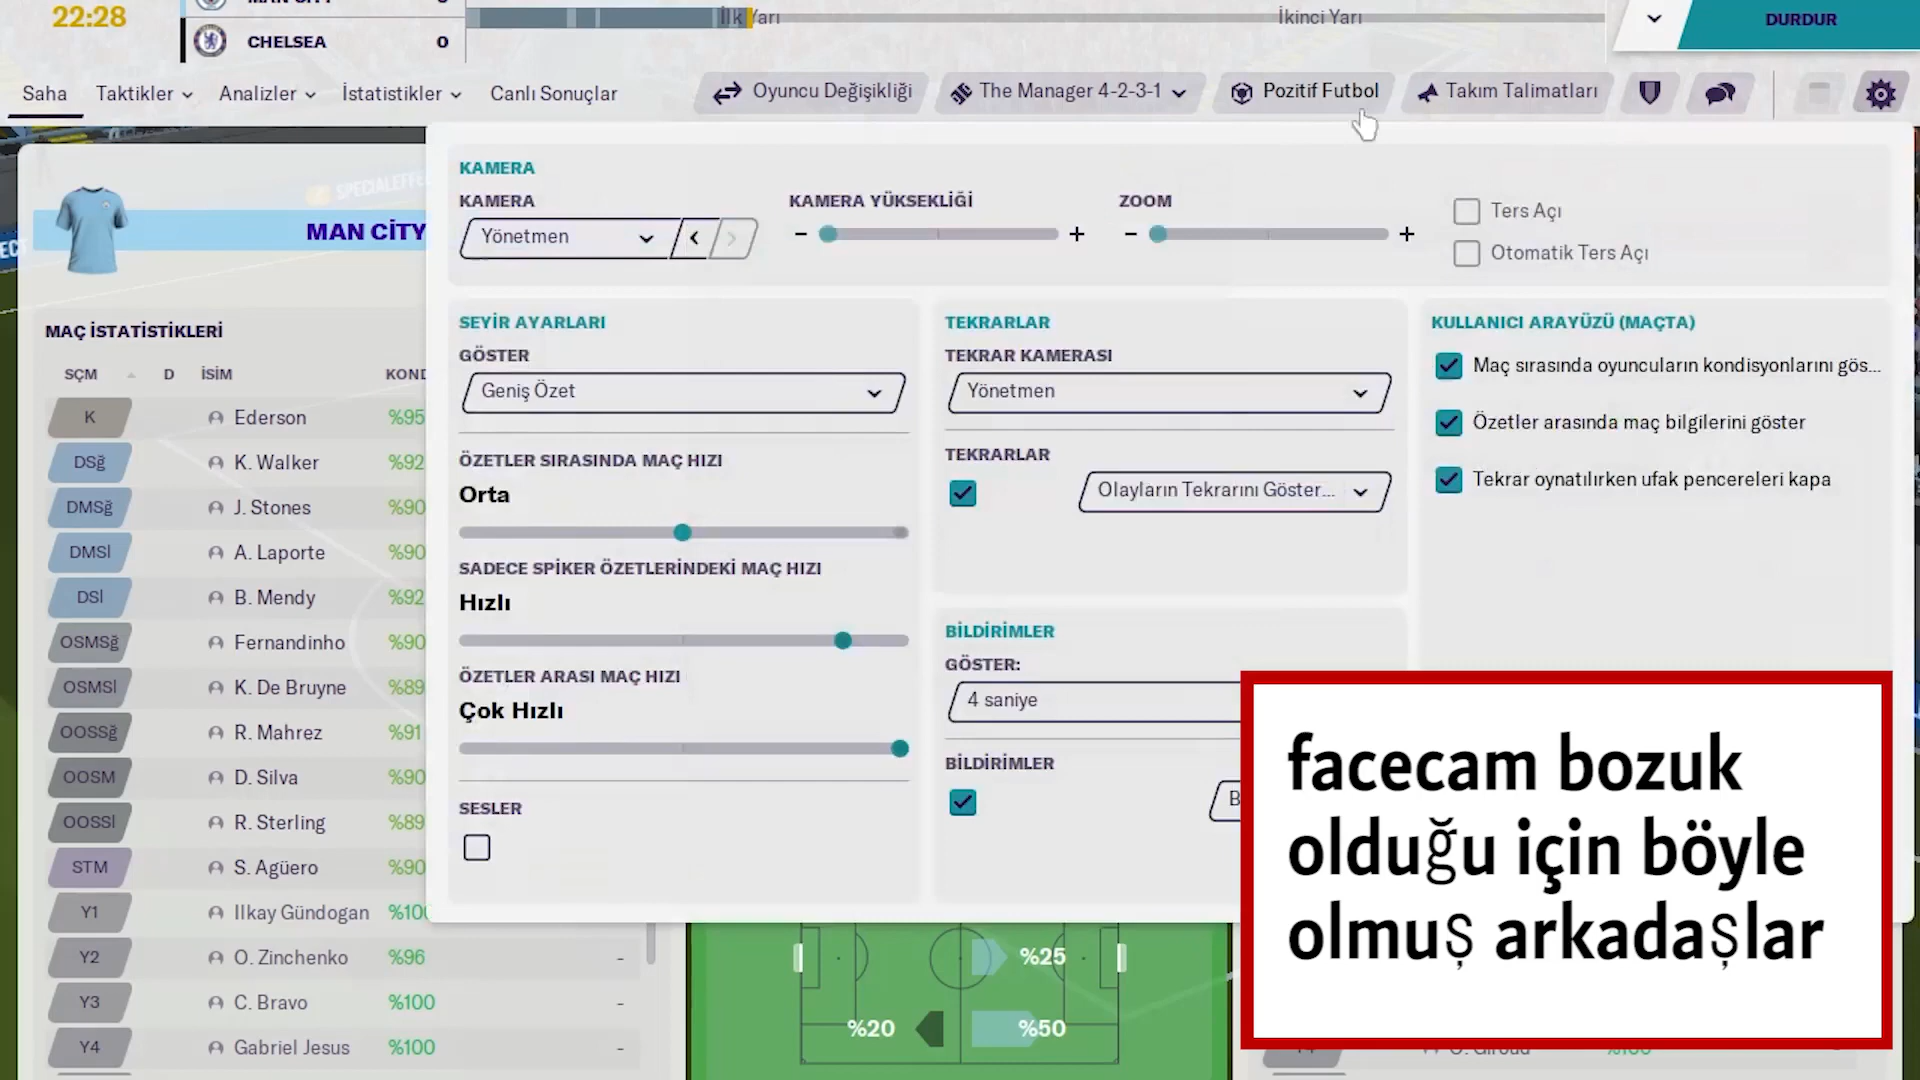 22:28
MAN CİTY
CHELSEA 0
İlk Yarı
İkinci Yarı
DURDUR
Saha
Taktikler
Analizler
İstatistikler
Canlı Sonuçlar
Oyuncu Değişikliği
The Manager 4-2-3-1
Pozitif Futbol
Takım Talimatları
SPECIALEFFE
MAN CİTY
MAÇ İSTATİSTİKLERİ
SÇM D İSİM KOND
K Ederson %95
DSğ K. Walker %92
DMSğ J. Stones %90
DMSl A. Laporte %90
DSl B. Mendy %92
OSMSğ Fernandinho %90
OSMSl K. De Bruyne %89
OOSSğ R. Mahrez %91
OOSM D. Silva %90
OOSSl R. Sterling %89
STM S. Agüero %90
Y1 Ilkay Gündogan %100
Y2 O. Zinchenko %96 -
Y3 C. Bravo %100 -
Y4 Gabriel Jesus %100 -
KAMERA
KAMERA
Yönetmen
KAMERA YÜKSEKLİĞİ
- +
ZOOM
- +
Ters Açı
Otomatik Ters Açı
SEYİR AYARLARI
GÖSTER
Geniş Özet
ÖZETLER SIRASINDA MAÇ HIZI
Orta
SADECE SPİKER ÖZETLERİNDEKİ MAÇ HIZI
Hızlı
ÖZETLER ARASI MAÇ HIZI
Çok Hızlı
SESLER
TEKRARLAR
TEKRAR KAMERASI
Yönetmen
TEKRARLAR
Olayların Tekrarını Göster...
BİLDİRİMLER
GÖSTER:
4 saniye
BİLDİRİMLER
B
KULLANICI ARAYÜZÜ (MAÇTA)
Maç sırasında oyuncuların kondisyonlarını gös...
Özetler arasında maç bilgilerini göster
Tekrar oynatılırken ufak pencereleri kapa
%25
%20
%50
facecam bozuk
olduğu için böyle
olmuş arkadaşlar